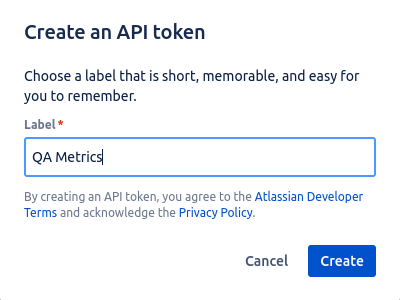 Create an API token
Choose a label that is short, memorable, and easy for
you to remember.
Label *
QA Metrics
By creating an API token, you agree to the Atlassian Developer
Terms and acknowledge the Privacy Policy.
Cancel Create